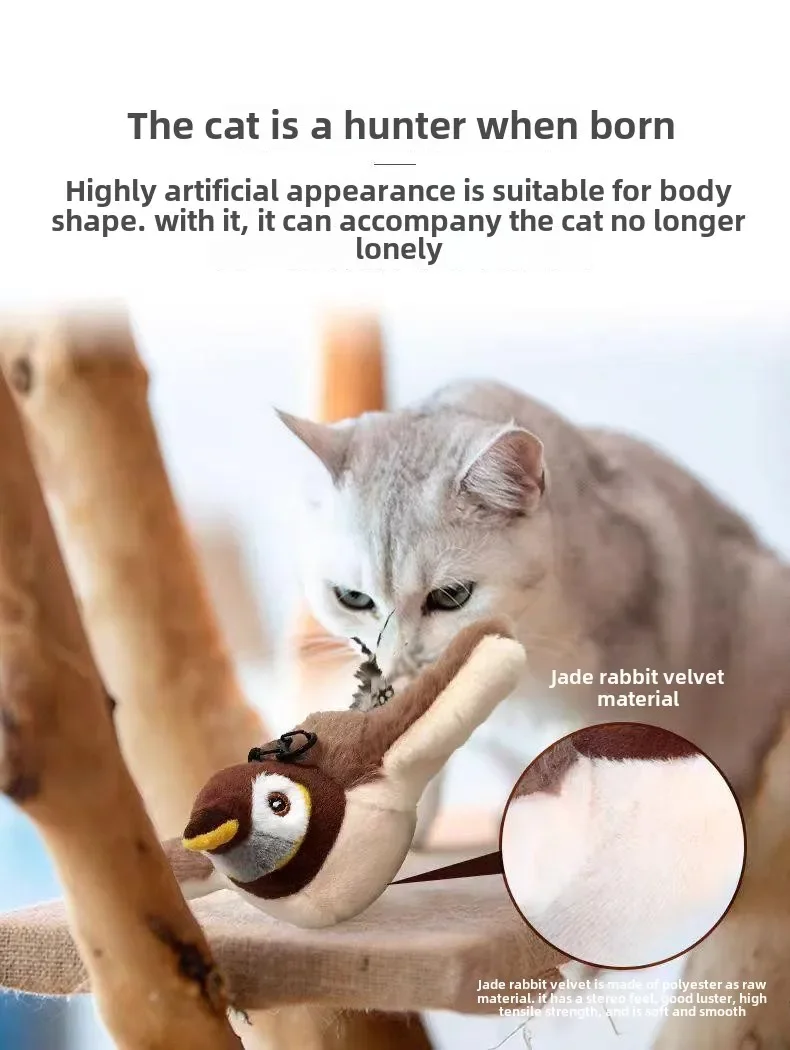 The cat is a hunter when born
Highly artificial appearance is suitable for body
shape. with it, it can accompany the cat no longer
lonely
Jade rabbit velvet
material
Jade rabbit velvet is made of polyester as raw
material. it has a stereo feel, good luster, high
tensile strength, and is soft and smooth